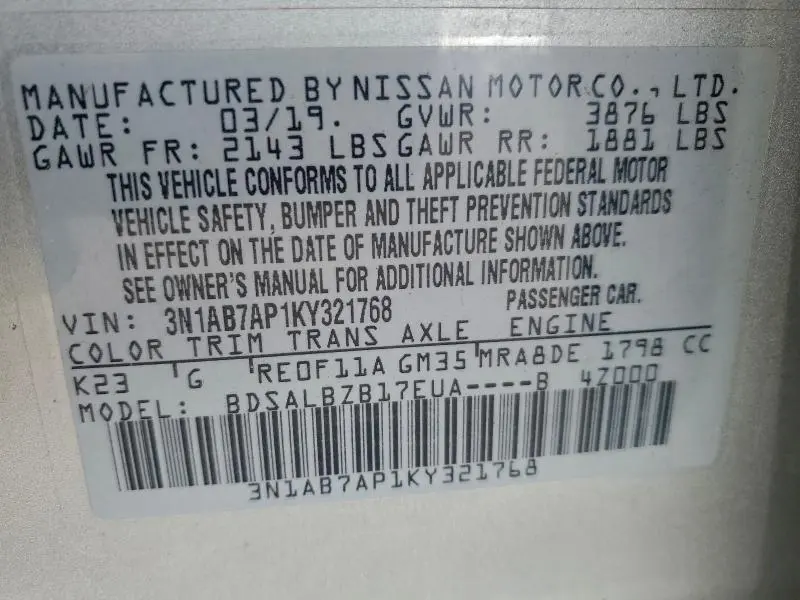 MANUFACTURED BY NISSAN MOTOR CO., LTD.
DATE: 03/19. GVWR: 3876 LBS
GAWR FR: 2143 LBS GAWR RR: 1881 LBS
THIS VEHICLE CONFORMS TO ALL APPLICABLE FEDERAL MOTOR
VEHICLE SAFETY, BUMPER AND THEFT PREVENTION STANDARDS
IN EFFECT ON THE DATE OF MANUFACTURE SHOWN ABOVE.
SEE OWNER'S MANUAL FOR ADDITIONAL INFORMATION.
VIN: 3N1AB7AP1KY321768 PASSENGER CAR.
COLOR TRIM TRANS AXLE ENGINE
K23 G RE0F11A GM35 MRA8DE 1798 CC
MODEL: BDSALBZB17EUA----B 4Z000
3N1AB7AP1KY321768